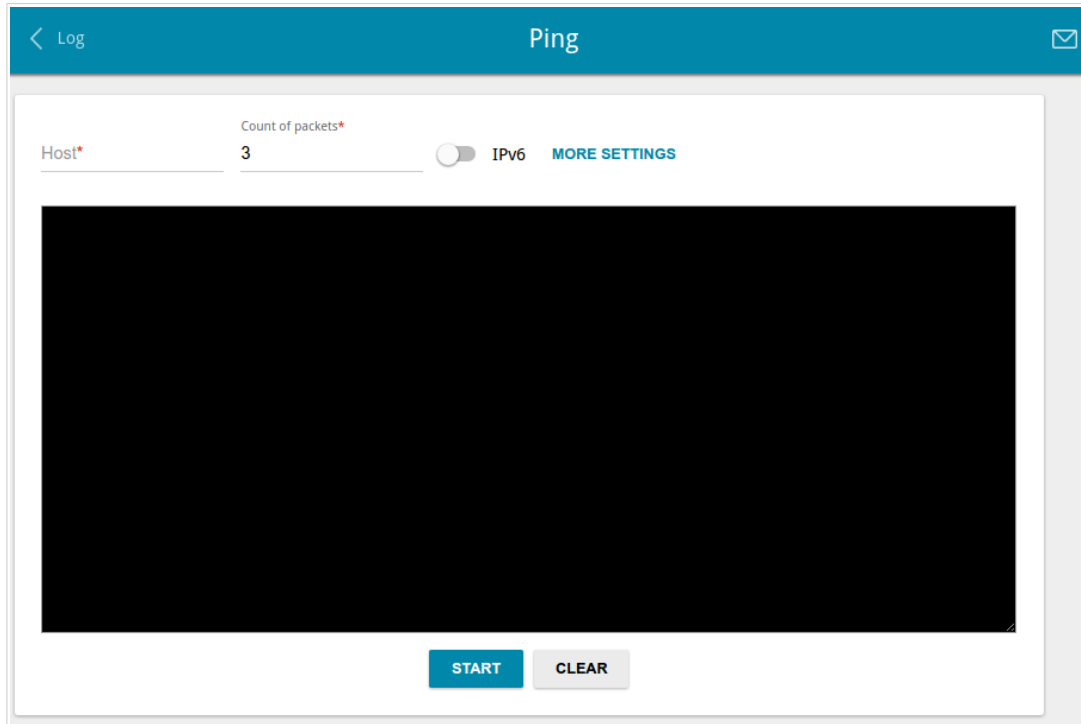 Log
Ping
Count of packets*
Host*
3
IPv6
MORE SETTINGS
START
CLEAR